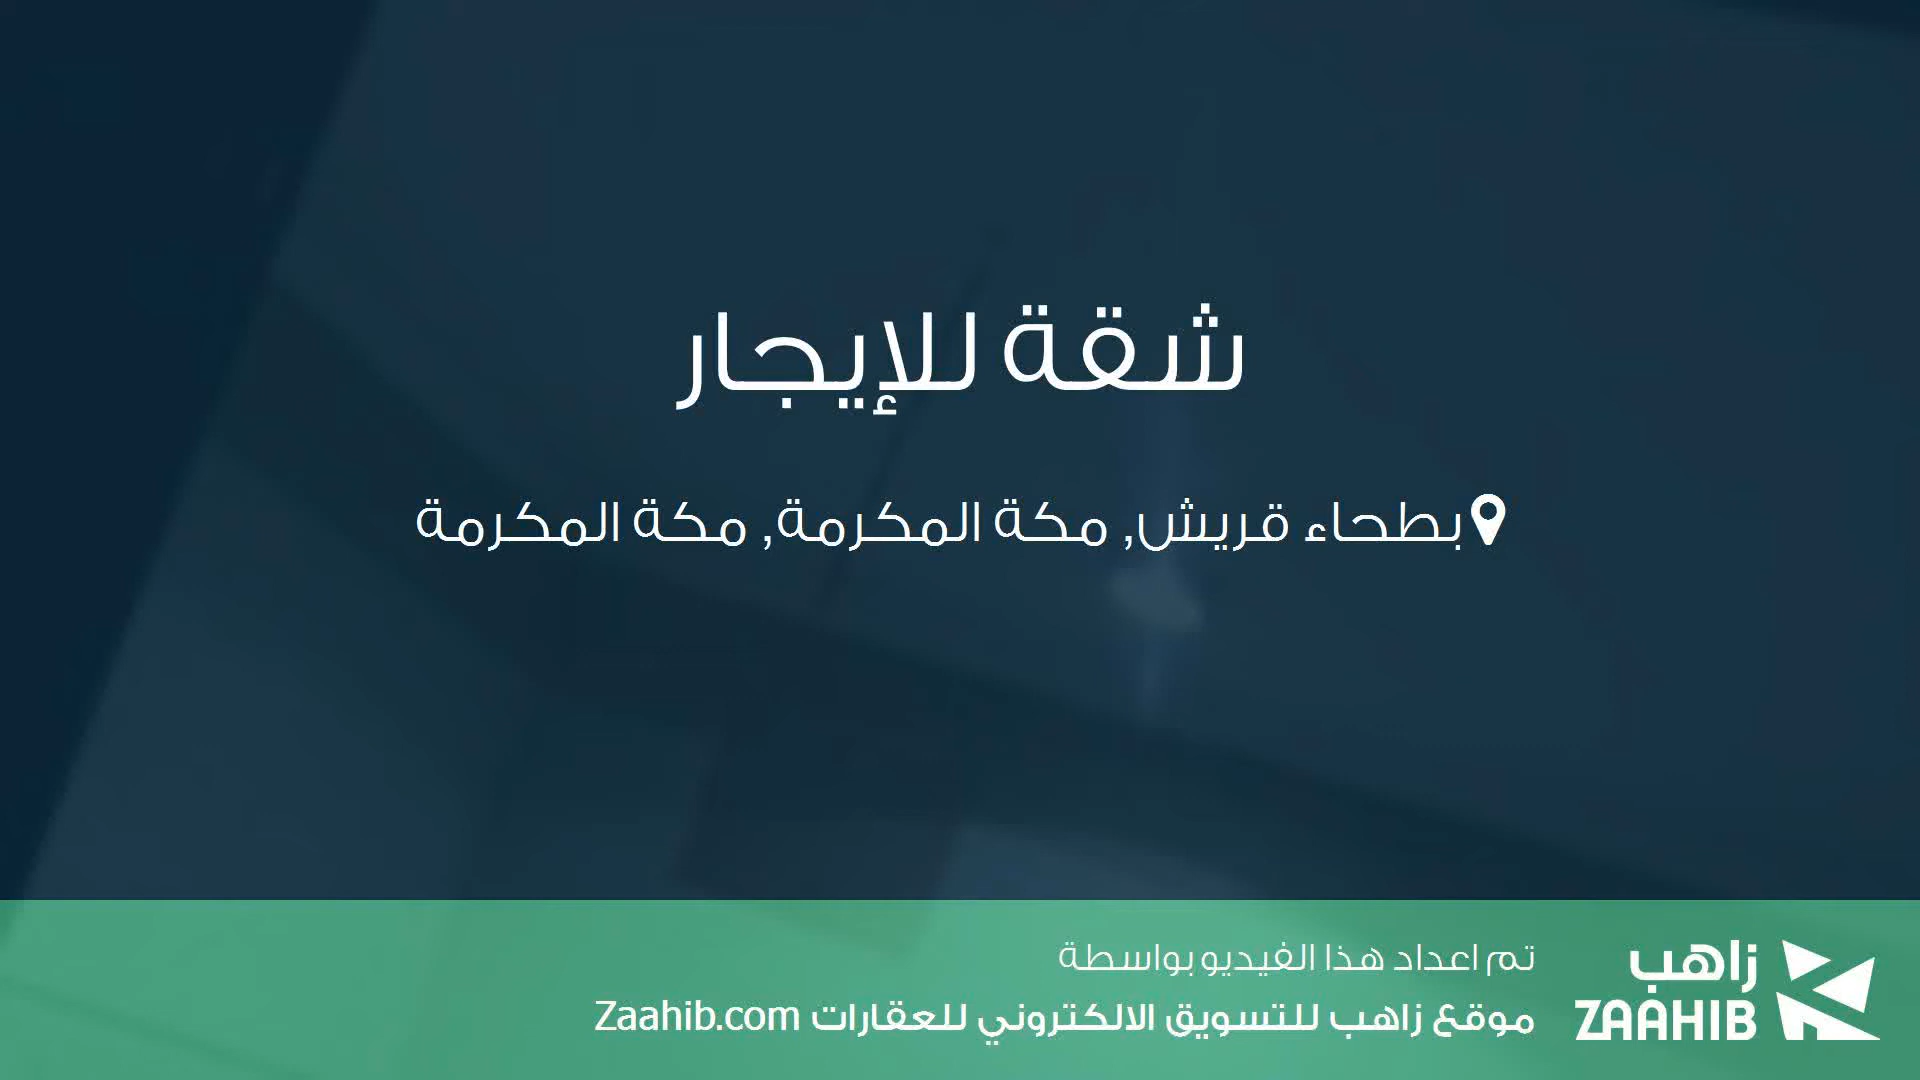 شقة للإيجار
بطحاء قريش, مكة المكرمة, مكة المكرمة
تم اعداد هذا الفيديو بواسطة
موقع زاهب للتسويق الالكتروني للعقارات Zaahib.com
زاهب
ZAAHIB